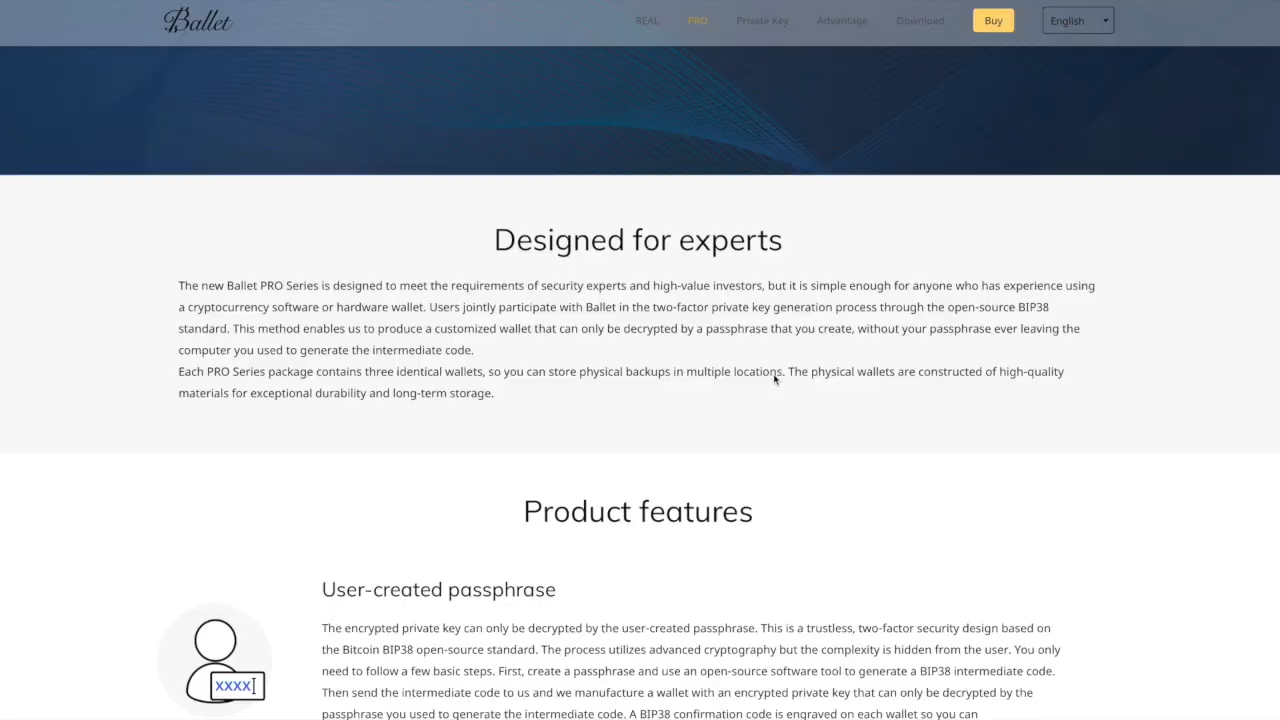 Ballet
REAL
PRO
Private Key
Advantage
Download
Buy
English
Designed for experts
The new Ballet PRO Series is designed to meet the requirements of security experts and high-value investors, but it is simple enough for anyone who has experience using
a cryptocurrency software or hardware wallet. Users jointly participate with Ballet in the two-factor private key generation process through the open-source BIP38
standard. This method enables us to produce a customized wallet that can only be decrypted by a passphrase that you create, without your passphrase ever leaving the
computer you used to generate the intermediate code.
Each PRO Series package contains three identical wallets, so you can store physical backups in multiple locations. The physical wallets are constructed of high-quality
materials for exceptional durability and long-term storage.
Product features
User-created passphrase
The encrypted private key can only be decrypted by the user-created passphrase. This is a trustless, two-factor security design based on
the Bitcoin BIP38 open-source standard. The process utilizes advanced cryptography but the complexity is hidden from the user. You only
need to follow a few basic steps. First, create a passphrase and use an open-source software tool to generate a BIP38 intermediate code.
XXXX
Then send the intermediate code to us and we manufacture a wallet with an encrypted private key that can only be decrypted by the
passphrase you used to generate the intermediate code. A BIP38 confirmation code is engraved on each wallet so you can